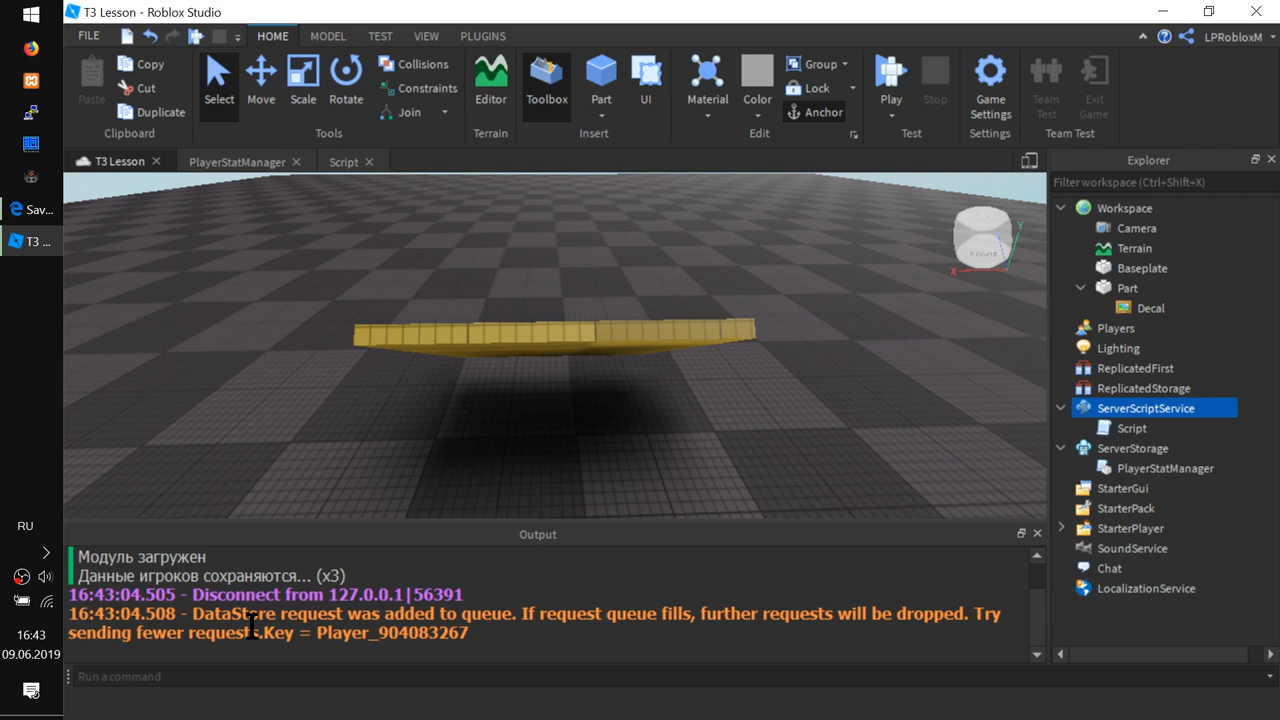 T3 Lesson - Roblox Studio
FILE
HOME
MODEL
TEST
VIEW
PLUGINS
LPRobloxM
Paste
Copy
Cut
Duplicate
Clipboard
Select
Move
Scale
Rotate
Collisions
Constraints
Join
Tools
Editor
Terrain
Toolbox
Part
UI
Insert
Material
Color
Group
Lock
Anchor
Edit
Play
Stop
Test
Game
Settings
Settings
Team
Test
Exit
Game
Team Test
T3 Lesson
PlayerStatManager
Script
Explorer
Filter workspace (Ctrl+Shift+X)
Workspace
Camera
Terrain
Baseplate
Part
Decal
Players
Lighting
ReplicatedFirst
ReplicatedStorage
ServerScriptService
Script
ServerStorage
PlayerStatManager
StarterGui
StarterPack
StarterPlayer
SoundService
Chat
LocalizationService
Front
X
Y
Output
Модуль загружен
Данные игроков сохраняются... (x3)
16:43:04.505 - Disconnect from 127.0.0.1|56391
16:43:04.508 - DataStore request was added to queue. If request queue fills, further requests will be dropped. Try
sending fewer requests.Key = Player_904083267
Run a command
Sav...
T3 ...
RU
16:43
09.06.2019